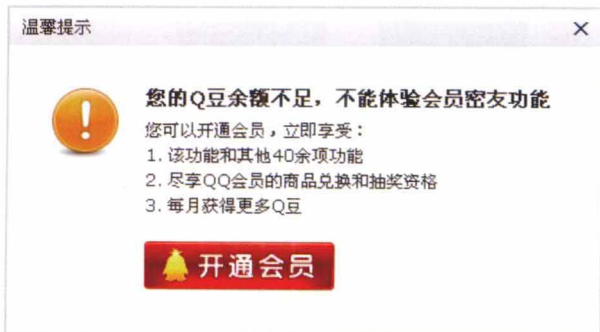 温馨提示
您的Q豆余额不足，不能体验会员密友功能
您可以开通会员，立即享受：
1. 该功能和其他40余项功能
2. 尽享QQ会员的商品兑换和抽奖资格
3. 每月获得更多Q豆
开通会员